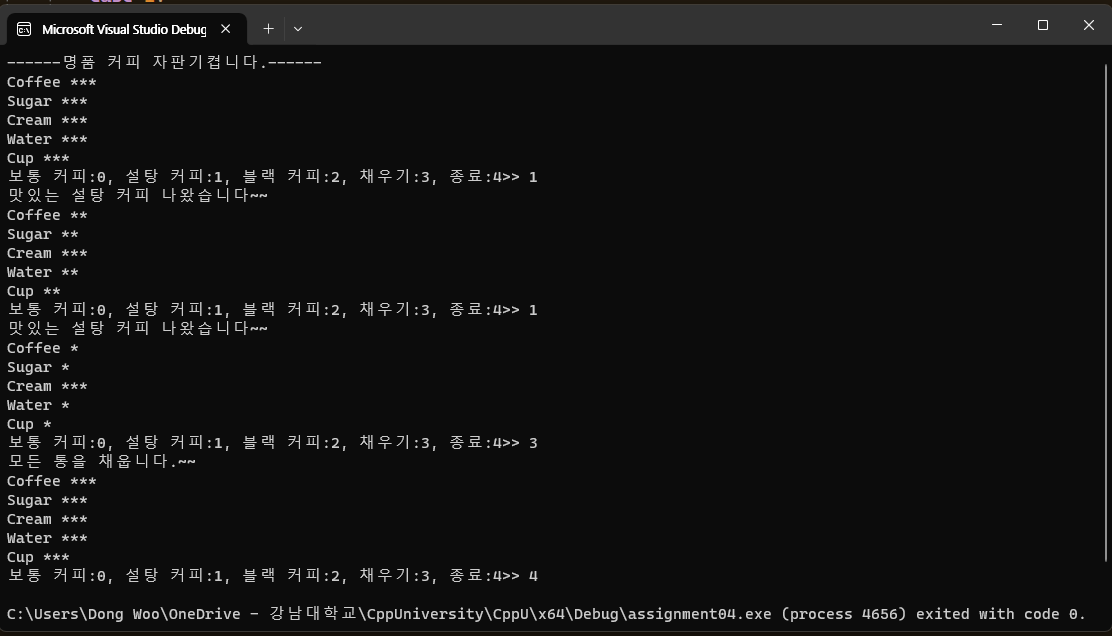 Microsoft Visual Studio Debug
------명품 커피 자판기켭니다.------
Coffee ***
Sugar ***
Cream ***
Water ***
Cup ***
보통 커피:0, 설탕 커피:1, 블랙 커피:2, 채우기:3, 종료:4>> 1
맛있는 설탕 커피 나왔습니다~~
Coffee **
Sugar **
Cream ***
Water **
Cup **
보통 커피:0, 설탕 커피:1, 블랙 커피:2, 채우기:3, 종료:4>> 1
맛있는 설탕 커피 나왔습니다~~
Coffee *
Sugar *
Cream ***
Water *
Cup *
보통 커피:0, 설탕 커피:1, 블랙 커피:2, 채우기:3, 종료:4>> 3
모든 통을 채웁니다.~~
Coffee ***
Sugar ***
Cream ***
Water ***
Cup ***
보통 커피:0, 설탕 커피:1, 블랙 커피:2, 채우기:3, 종료:4>> 4
C:\Users\Dong Woo\OneDrive - 강남대학교\CppUniversity\CppU\x64\Debug\assignment04.exe (process 4656) exited with code 0.